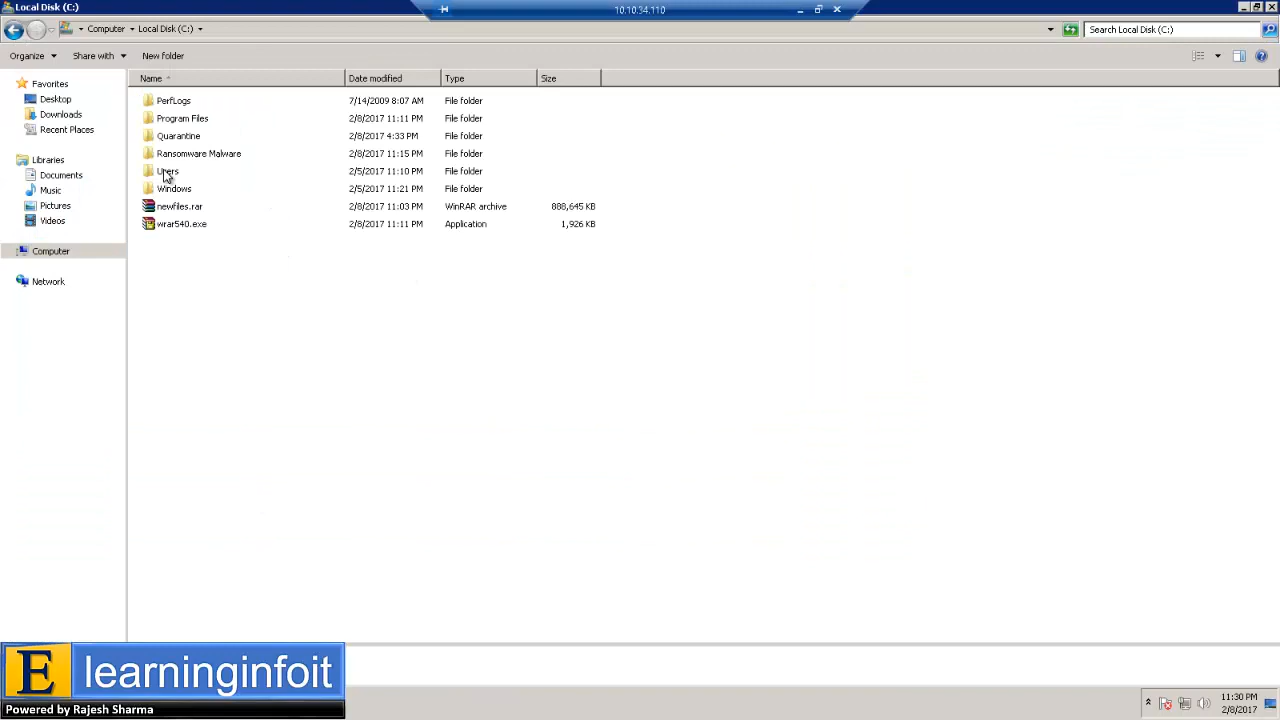 Local Disk (C:)
10.10.34.110
Computer Local Disk (C:)
Search Local Disk (C:)
Organize Share with New folder
Name Date modified Type Size
Favorites
Desktop
Downloads
Recent Places
Libraries
Documents
Music
Pictures
Videos
Computer
Network
PerfLogs 7/14/2009 8:07 AM File folder
Program Files 2/8/2017 11:11 PM File folder
Quarantine 2/8/2017 4:33 PM File folder
Ransomware Malware 2/8/2017 11:15 PM File folder
Users 2/5/2017 11:10 PM File folder
Windows 2/5/2017 11:21 PM File folder
newfiles.rar 2/8/2017 11:03 PM WinRAR archive 888,645 KB
wrar540.exe 2/8/2017 11:11 PM Application 1,926 KB
E learninginfoit
Powered by Rajesh Sharma
11:30 PM
2/8/2017